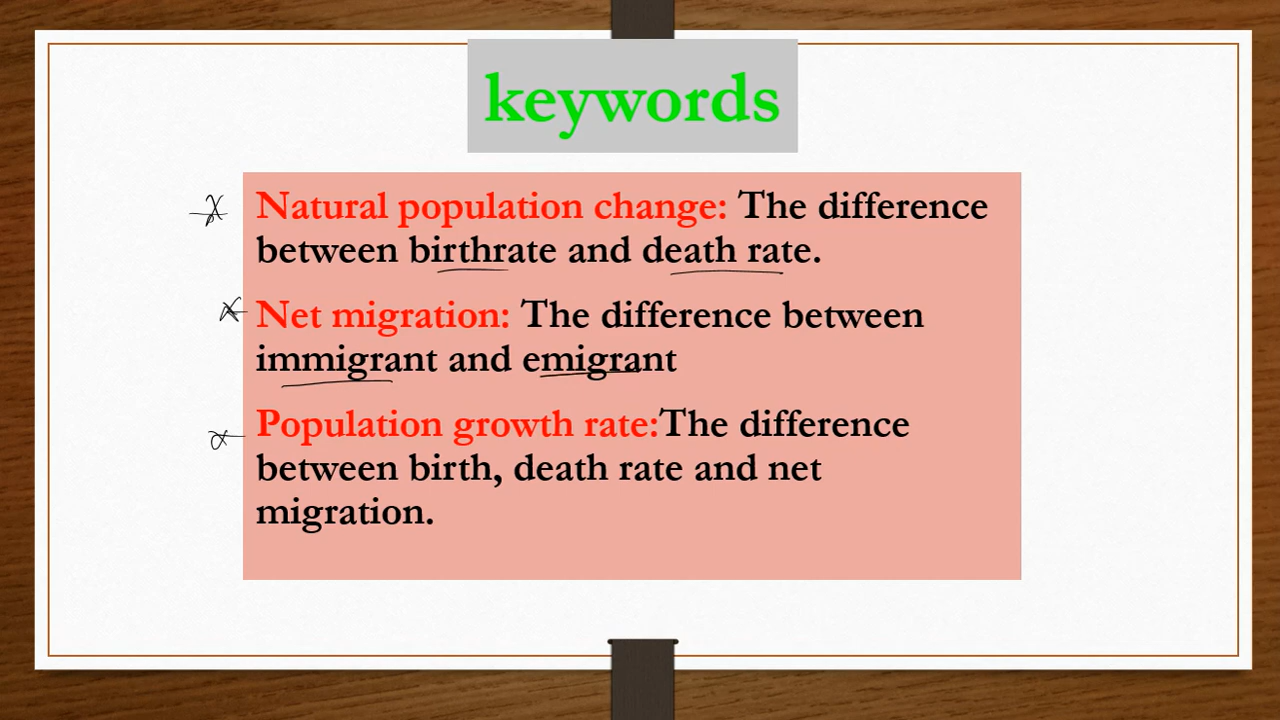 keywords
Natural population change: The difference
between birthrate and death rate.
Net migration: The difference between
immigrant and emigrant
Population growth rate:The difference
between birth, death rate and net
migration.